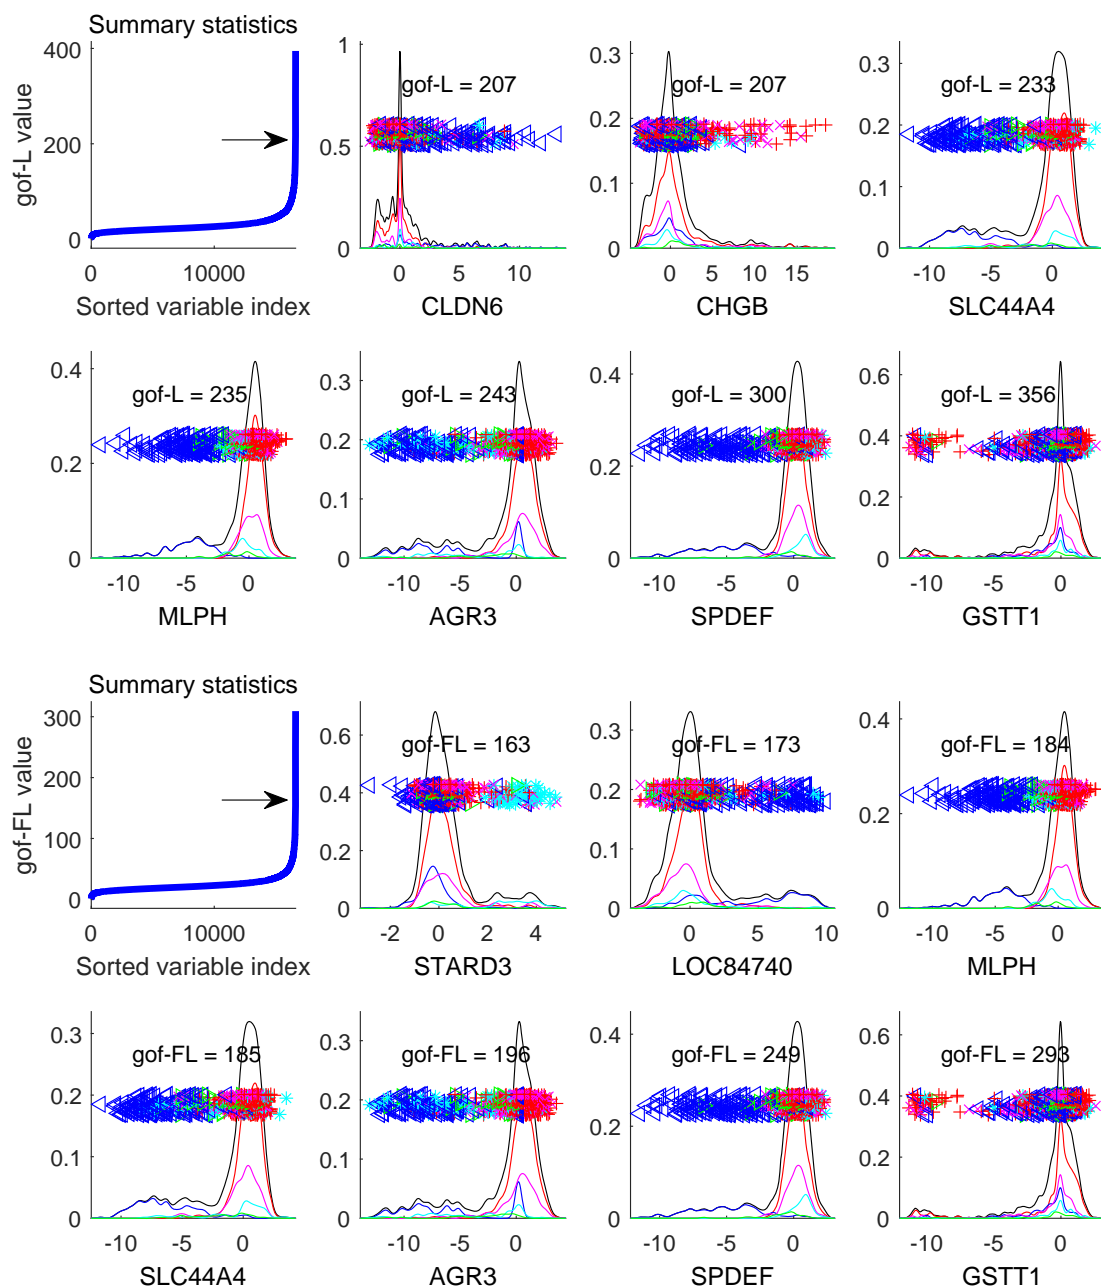 Summary statistics
400
200
0
gof-L value
0 10000
Sorted variable index
1
0.5
0
gof-L = 207
0 5 10
CLDN6
0.3
0.2
0.1
0
gof-L = 207
0 5 10 15
CHGB
0.3
0.2
0.1
0
gof-L = 233
-10 -5 0
SLC44A4
0.4
0.2
0
gof-L = 235
-10 -5 0
MLPH
0.3
0.2
0.1
0
gof-L = 243
-10 -5 0
AGR3
0.4
0.2
0
gof-L = 300
-10 -5 0
SPDEF
0.6
0.4
0.2
0
gof-L = 356
-10 -5 0
GSTT1
Summary statistics
300
200
100
0
gof-FL value
0 10000
Sorted variable index
0.6
0.4
0.2
0
gof-FL = 163
-2 0 2 4
STARD3
0.3
0.2
0.1
0
gof-FL = 173
0 5 10
LOC84740
0.4
0.2
0
gof-FL = 184
-10 -5 0
MLPH
0.3
0.2
0.1
0
gof-FL = 185
-10 -5 0
SLC44A4
0.3
0.2
0.1
0
gof-FL = 196
-10 -5 0
AGR3
0.4
0.2
0
gof-FL = 249
-10 -5 0
SPDEF
0.6
0.4
0.2
0
gof-FL = 293
-10 -5 0
GSTT1